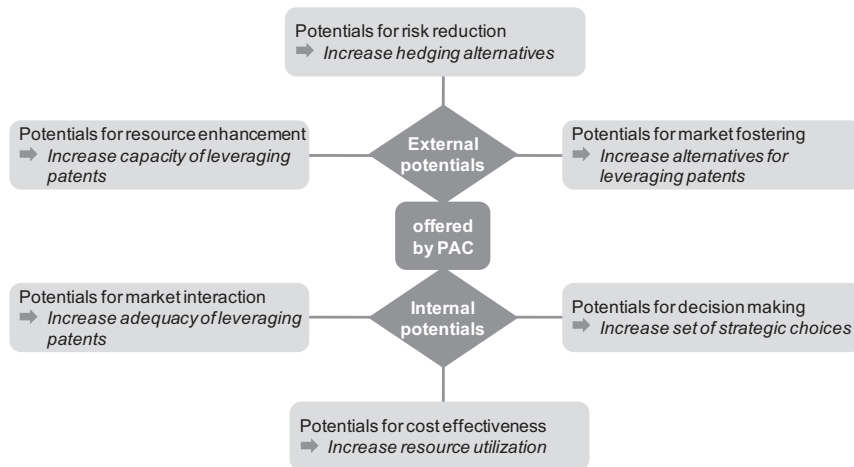 Potentials for risk reduction
Increase hedging alternatives
Potentials for resource enhancement
Increase capacity of leveraging
patents
External
potentials
Potentials for market fostering
Increase alternatives for
leveraging patents
offered
by PAC
Potentials for market interaction
Increase adequacy of leveraging
patents
Internal
potentials
Potentials for decision making
Increase set of strategic choices
Potentials for cost effectiveness
Increase resource utilization